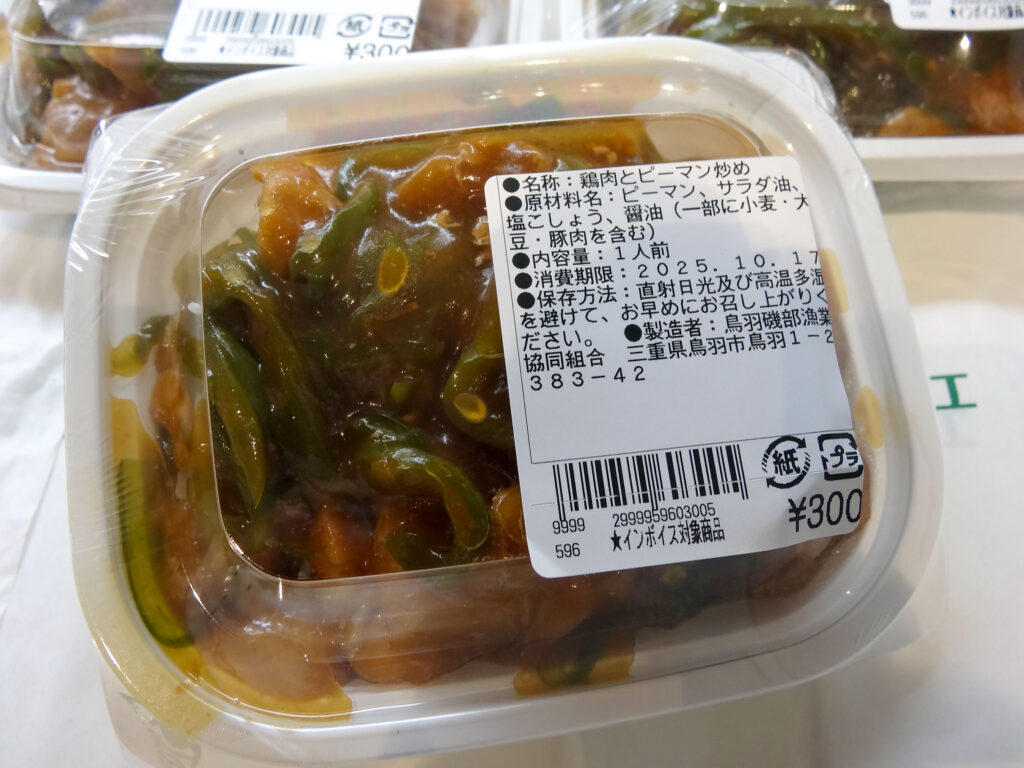 ¥300
596
★インボイス対象商品
●名称：鶏肉とピーマン炒め
●原材料名：ピーマン、サラダ油、
塩こしょう、醤油（一部に小麦・大
豆・豚肉を含む）
●内容量：１人前
●消費期限：２０２５．１０．１７
●保存方法：直射日光及び高温多湿
を避けて、お早めにお召し上がりく
ださい。　●製造者：鳥羽磯部漁業
協同組合　三重県鳥羽市鳥羽１－２
３８３－４２
紙 プラ
¥300
9999 2999959603005
596 ★インボイス対象商品
エ